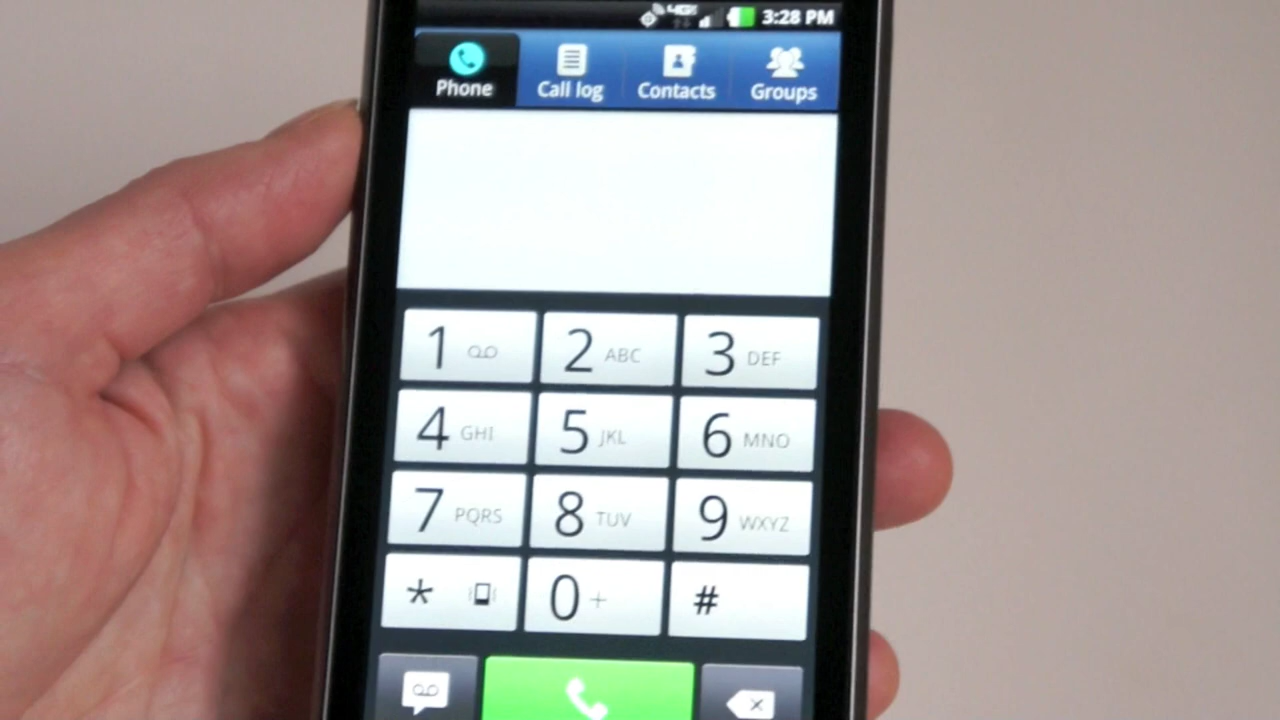 4G 3:28 PM
Phone Call log Contacts Groups
1 2 ABC 3 DEF
4 GHI 5 JKL 6 MNO
7 PQRS 8 TUV 9 WXYZ
* 0 + #